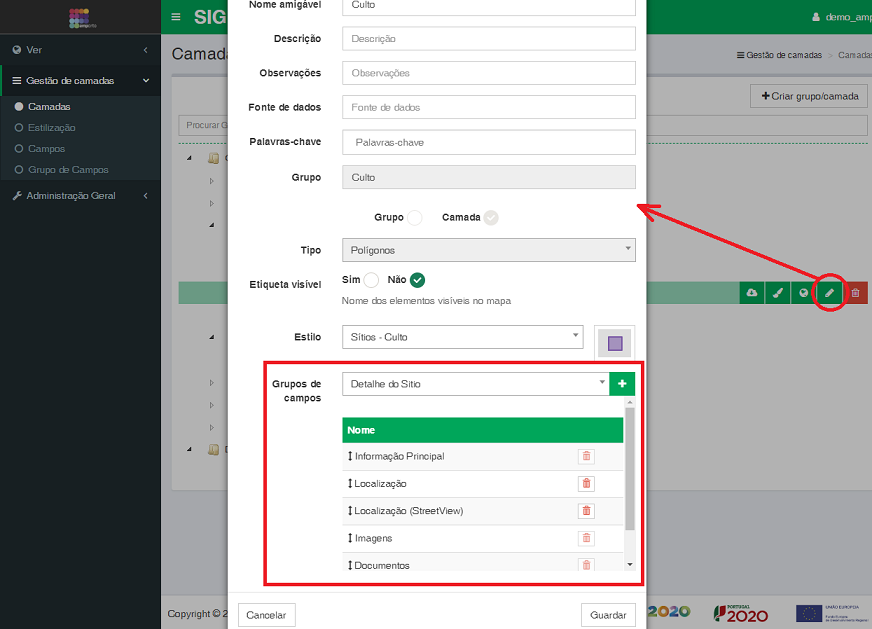 SIG
demo_amp
Nome amigável
Culto
Ver
Descrição
Descrição
Camada
Gestão de camadas
Camadas
Gestão de camadas
Observações
Observações
Camadas
Criar grupo/camada
Fonte de dados
Fonte de dados
Estilização
Procurar G
Palavras-chave
Palavras-chave
Campos
Grupo de Campos
Grupo
Culto
Administração Geral
Grupo
Camada
Tipo
Polígonos
Etiqueta visível
Sim
Não
Nome dos elementos visíveis no mapa
Estilo
Sítios - Culto
Grupos de
campos
Detalhe do Sitio
Nome
Informação Principal
Localização
Localização (StreetView)
Imagens
Documentos
Cancelar
Guardar
Copyright © 2
2020
PORTUGAL
2020
UNIÃO EUROPEIA